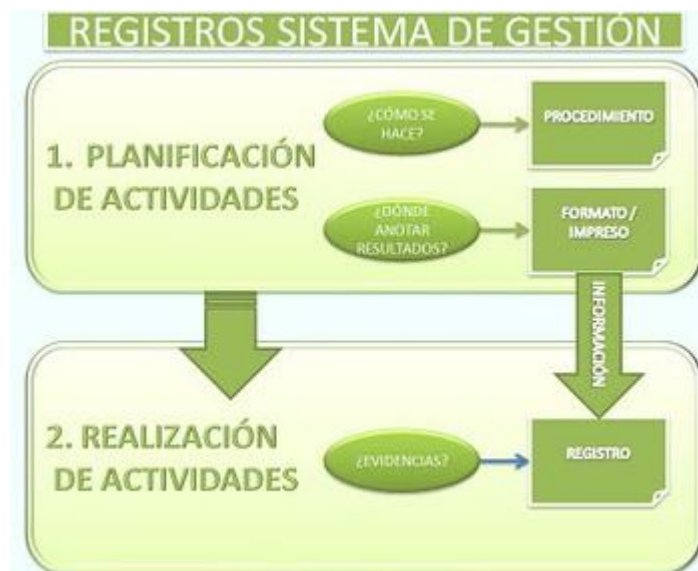 REGISTROS SISTEMA DE GESTIÓN
1. PLANIFICACIÓN
DE ACTIVIDADES
¿CÓMO SE
HACE?
PROCEDIMIENTO
¿DÓNDE
ANOTAR
RESULTADOS?
FORMATO /
IMPRESO
INFORMACIÓN
2. REALIZACIÓN
DE ACTIVIDADES
¿EVIDENCIAS?
REGISTRO